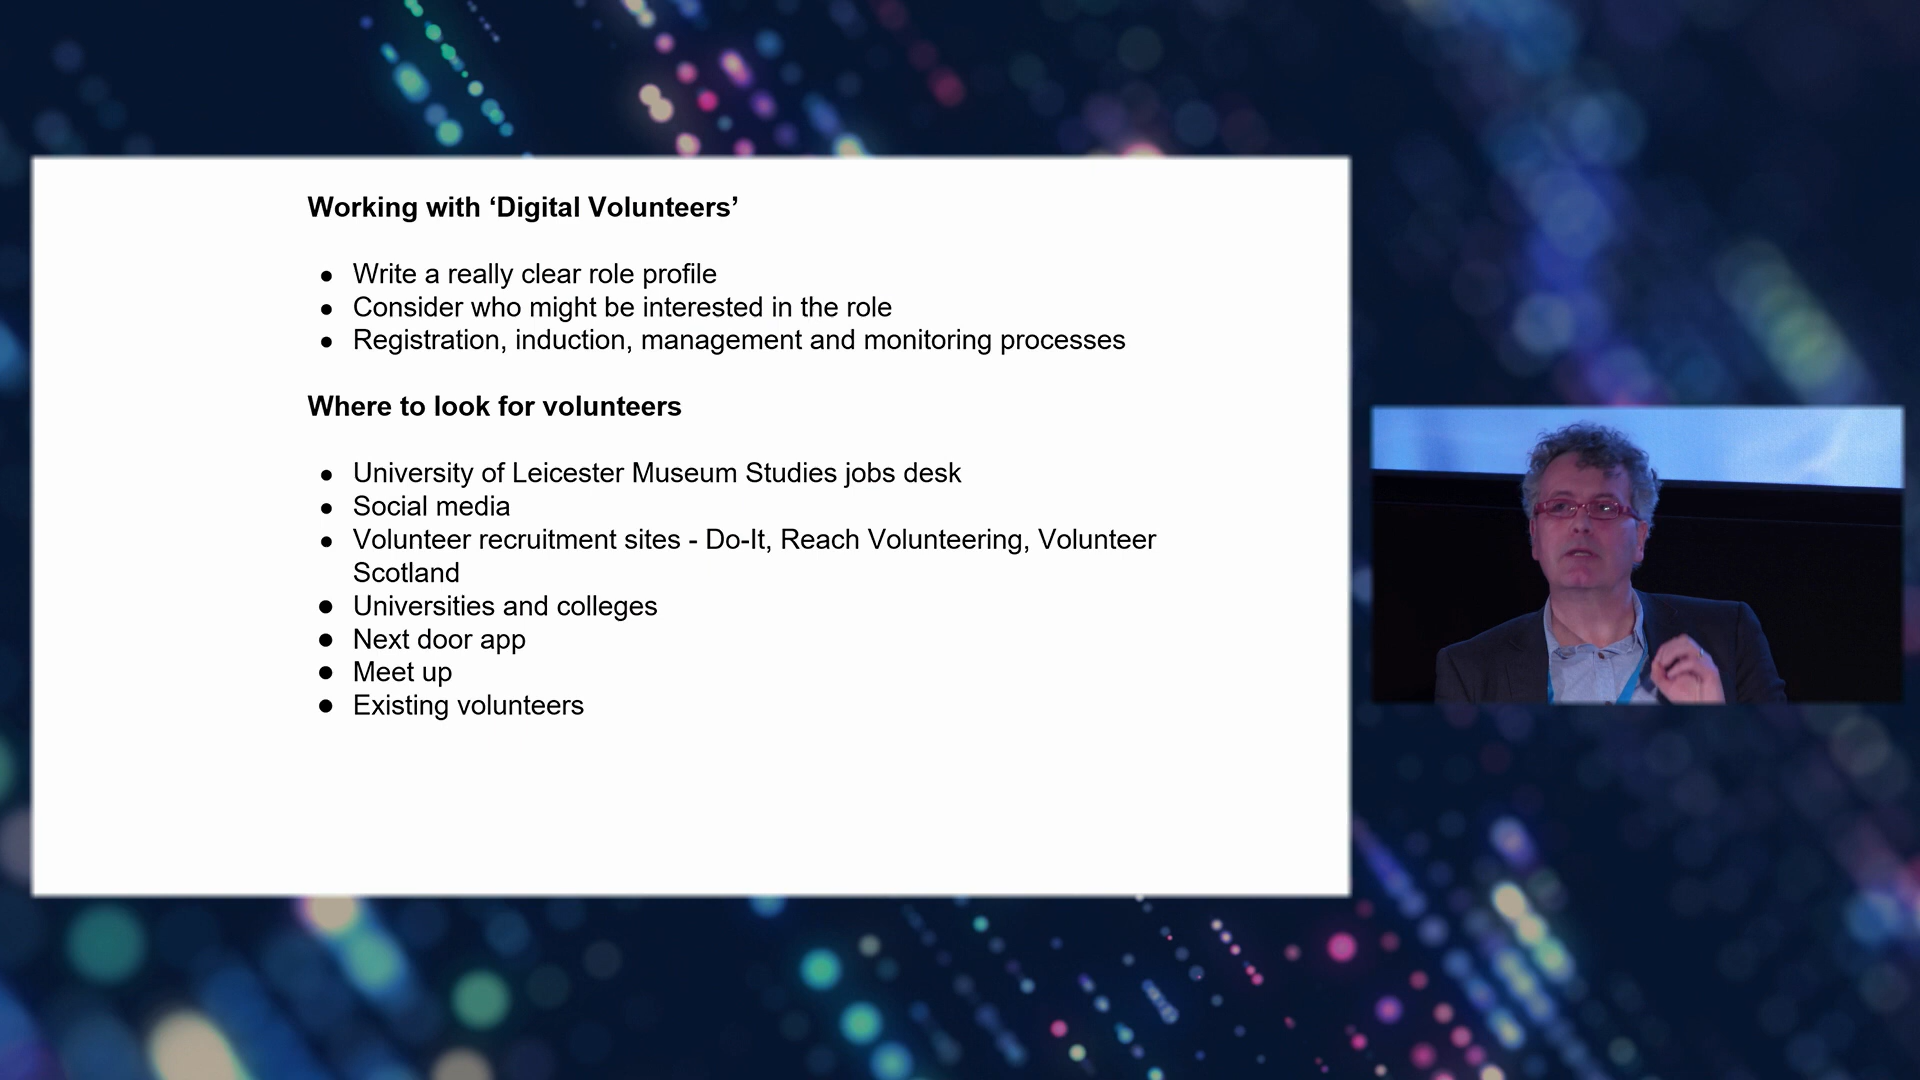 Working with ‘Digital Volunteers’
● Write a really clear role profile
● Consider who might be interested in the role
● Registration, induction, management and monitoring processes
Where to look for volunteers
● University of Leicester Museum Studies jobs desk
● Social media
● Volunteer recruitment sites - Do-It, Reach Volunteering, Volunteer
Scotland
● Universities and colleges
● Next door app
● Meet up
● Existing volunteers